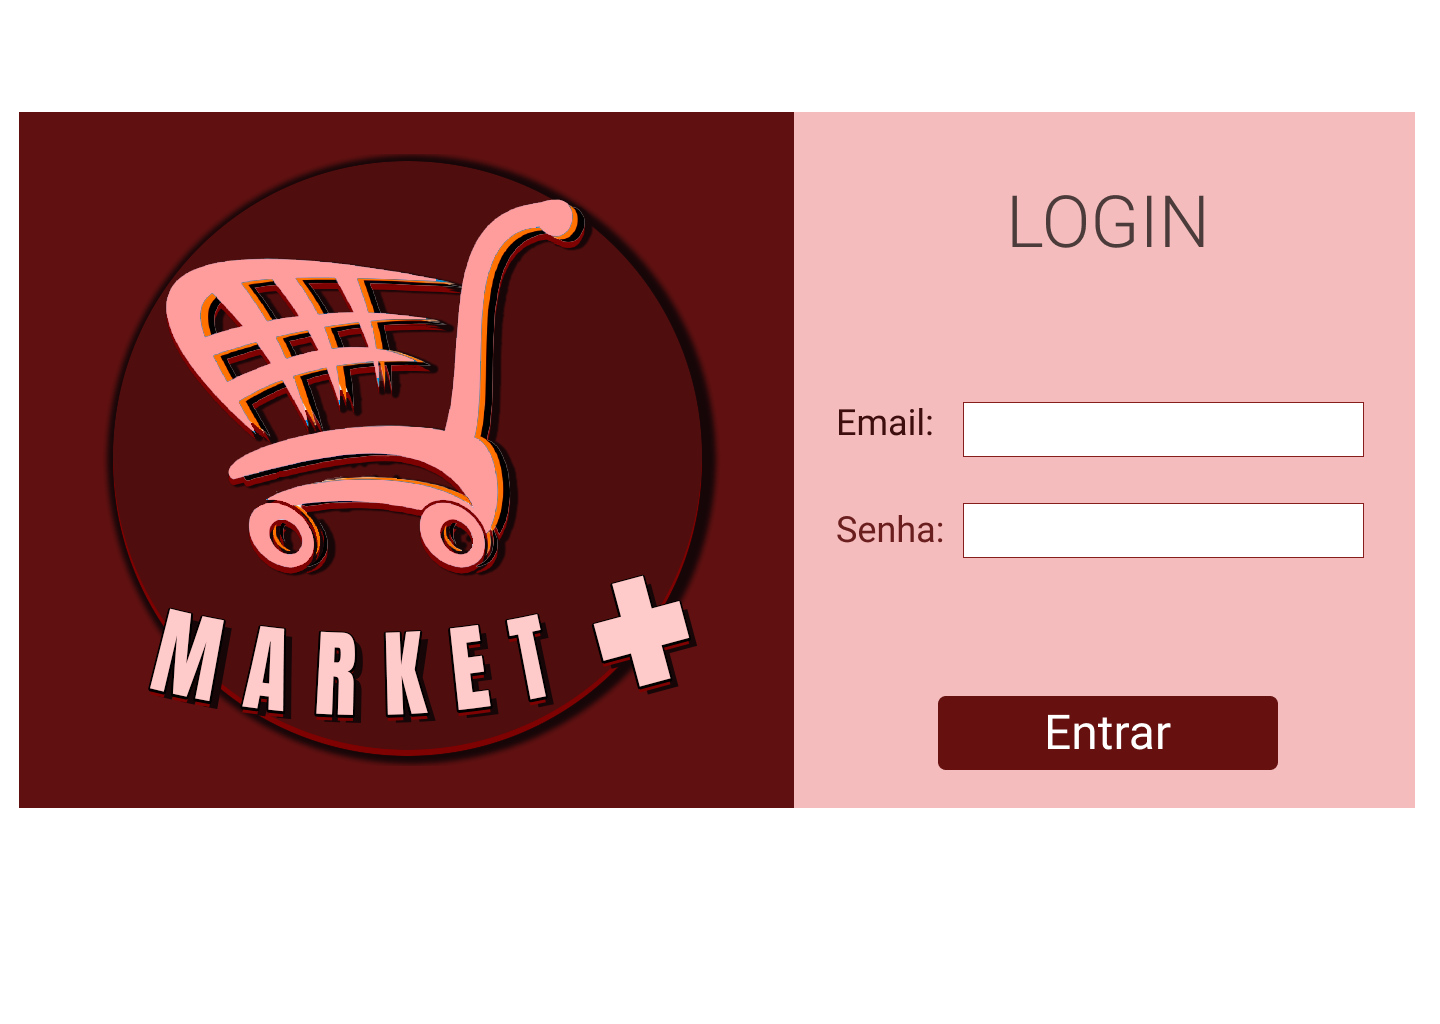 MARKET +
LOGIN
Email:
Senha:
Entrar